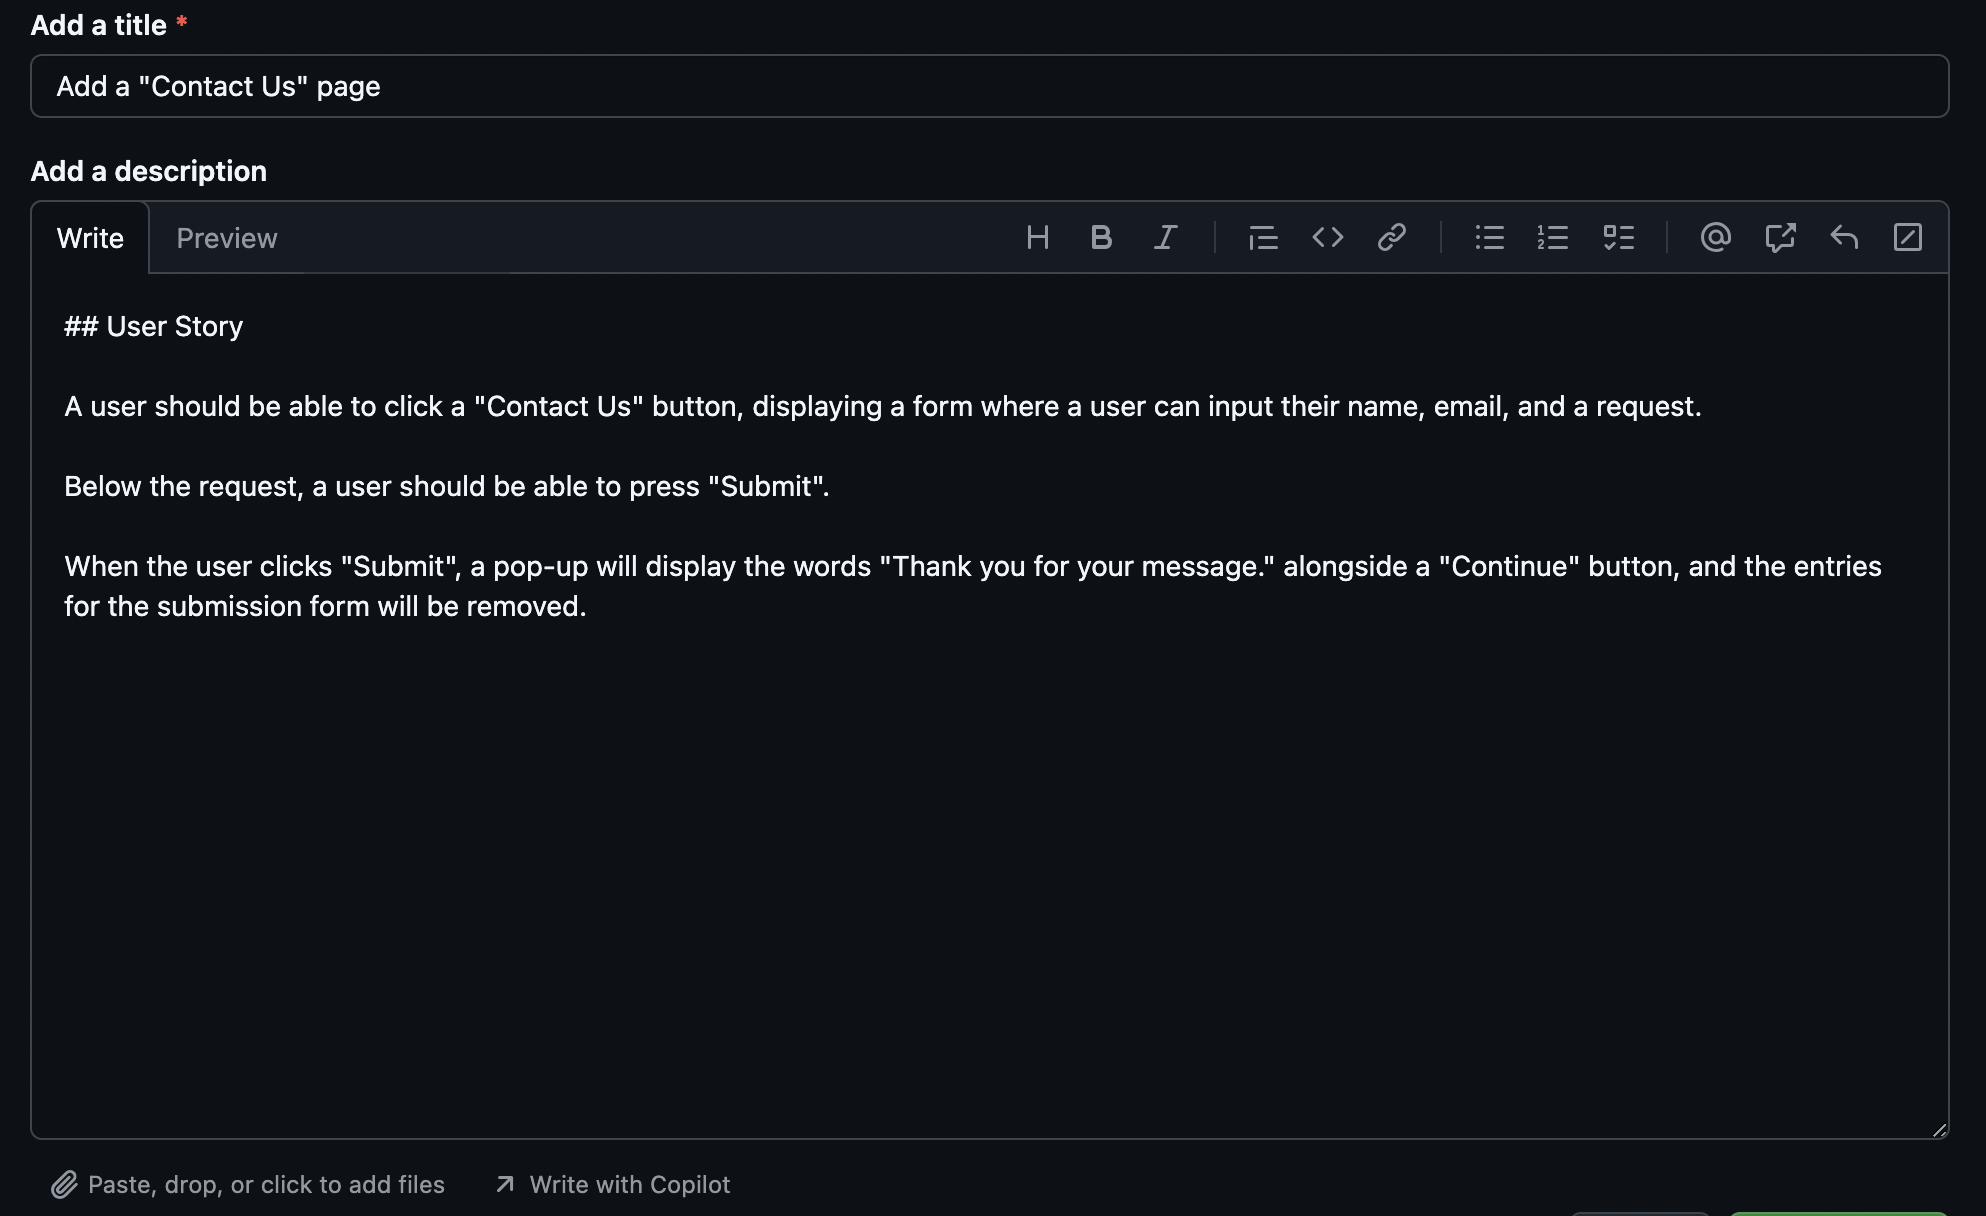 Add a title *
Add a "Contact Us" page
Add a description
Write
Preview
## User Story
A user should be able to click a "Contact Us" button, displaying a form where a user can input their name, email, and a request.
Below the request, a user should be able to press "Submit".
When the user clicks "Submit", a pop-up will display the words "Thank you for your message." alongside a "Continue" button, and the entries
for the submission form will be removed.
Paste, drop, or click to add files
Write with Copilot